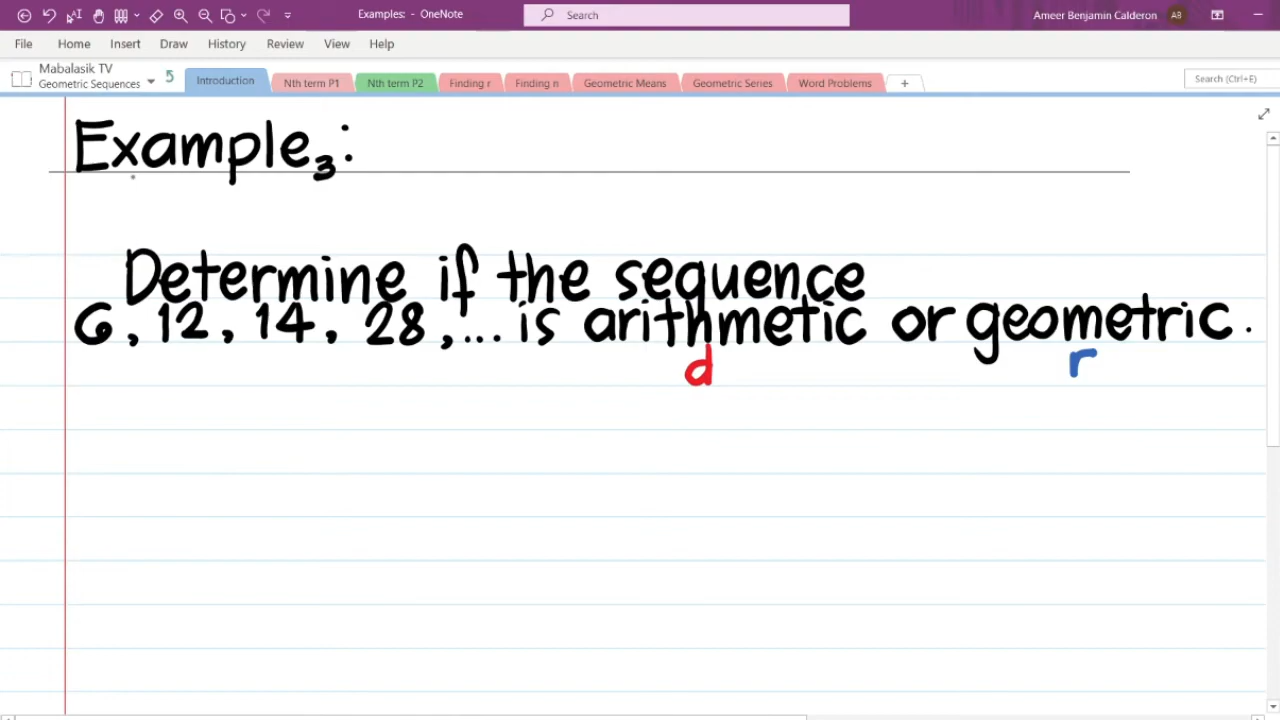 Examples: - OneNote
Search
Ameer Benjamin Calderon
AB
File Home Insert Draw History Review View Help
Mabalasik TV
Geometric Sequences
Introduction Nth term P1 Nth term P2 Finding r Finding n Geometric Means Geometric Series Word Problems +
Search (Ctrl+E)
Example3:
Determine if the sequence
6, 12, 14, 28, ... is arithmetic or geometric.
d r